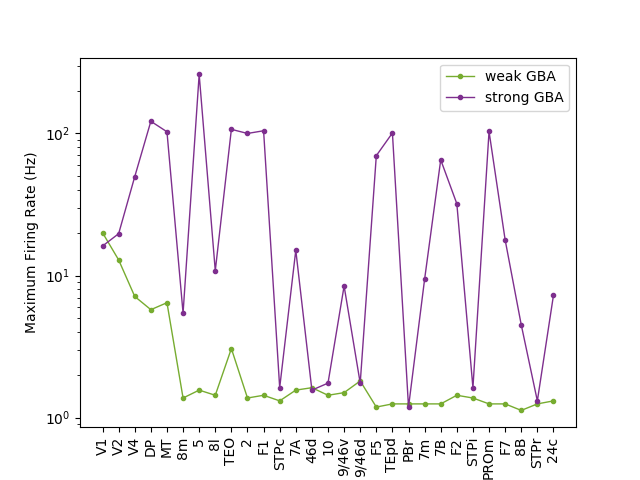 weak GBA
strong GBA
Maximum Firing Rate (Hz)
10²
10¹
10⁰
V1
V2
V4
DP
MT
8m
5
8l
TEO
2
F1
STPc
7A
46d
10
9/46v
9/46d
F5
TEpd
PBr
7m
7B
F2
STPi
PROm
F7
8B
STPr
24c